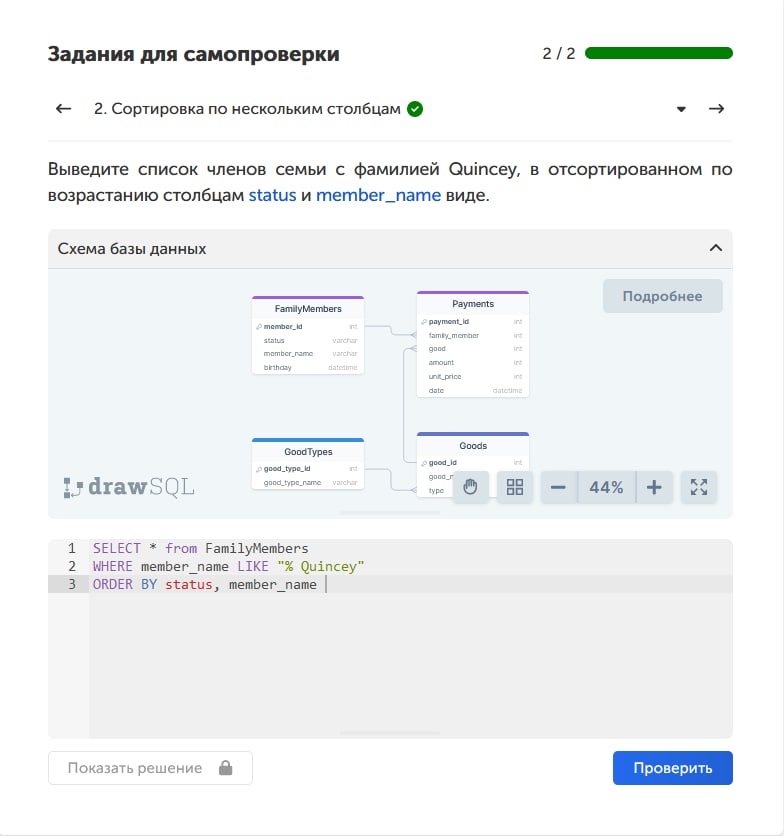 Задания для самопроверки
2 / 2
2. Сортировка по нескольким столбцам
Выведите список членов семьи с фамилией Quincey, в отсортированном по
возрастанию столбцам status и member_name виде.
Схема базы данных
Подробнее
FamilyMembers
member_id int
status varchar
member_name varchar
birthday datetime
Payments
payment_id int
family_member int
good int
amount int
unit_price int
date datetime
GoodTypes
good_type_id int
good_type_name varchar
Goods
good_id int
type
drawSQL
44%
1 SELECT * from FamilyMembers
2 WHERE member_name LIKE "% Quincey"
3 ORDER BY status, member_name
Показать решение
Проверить